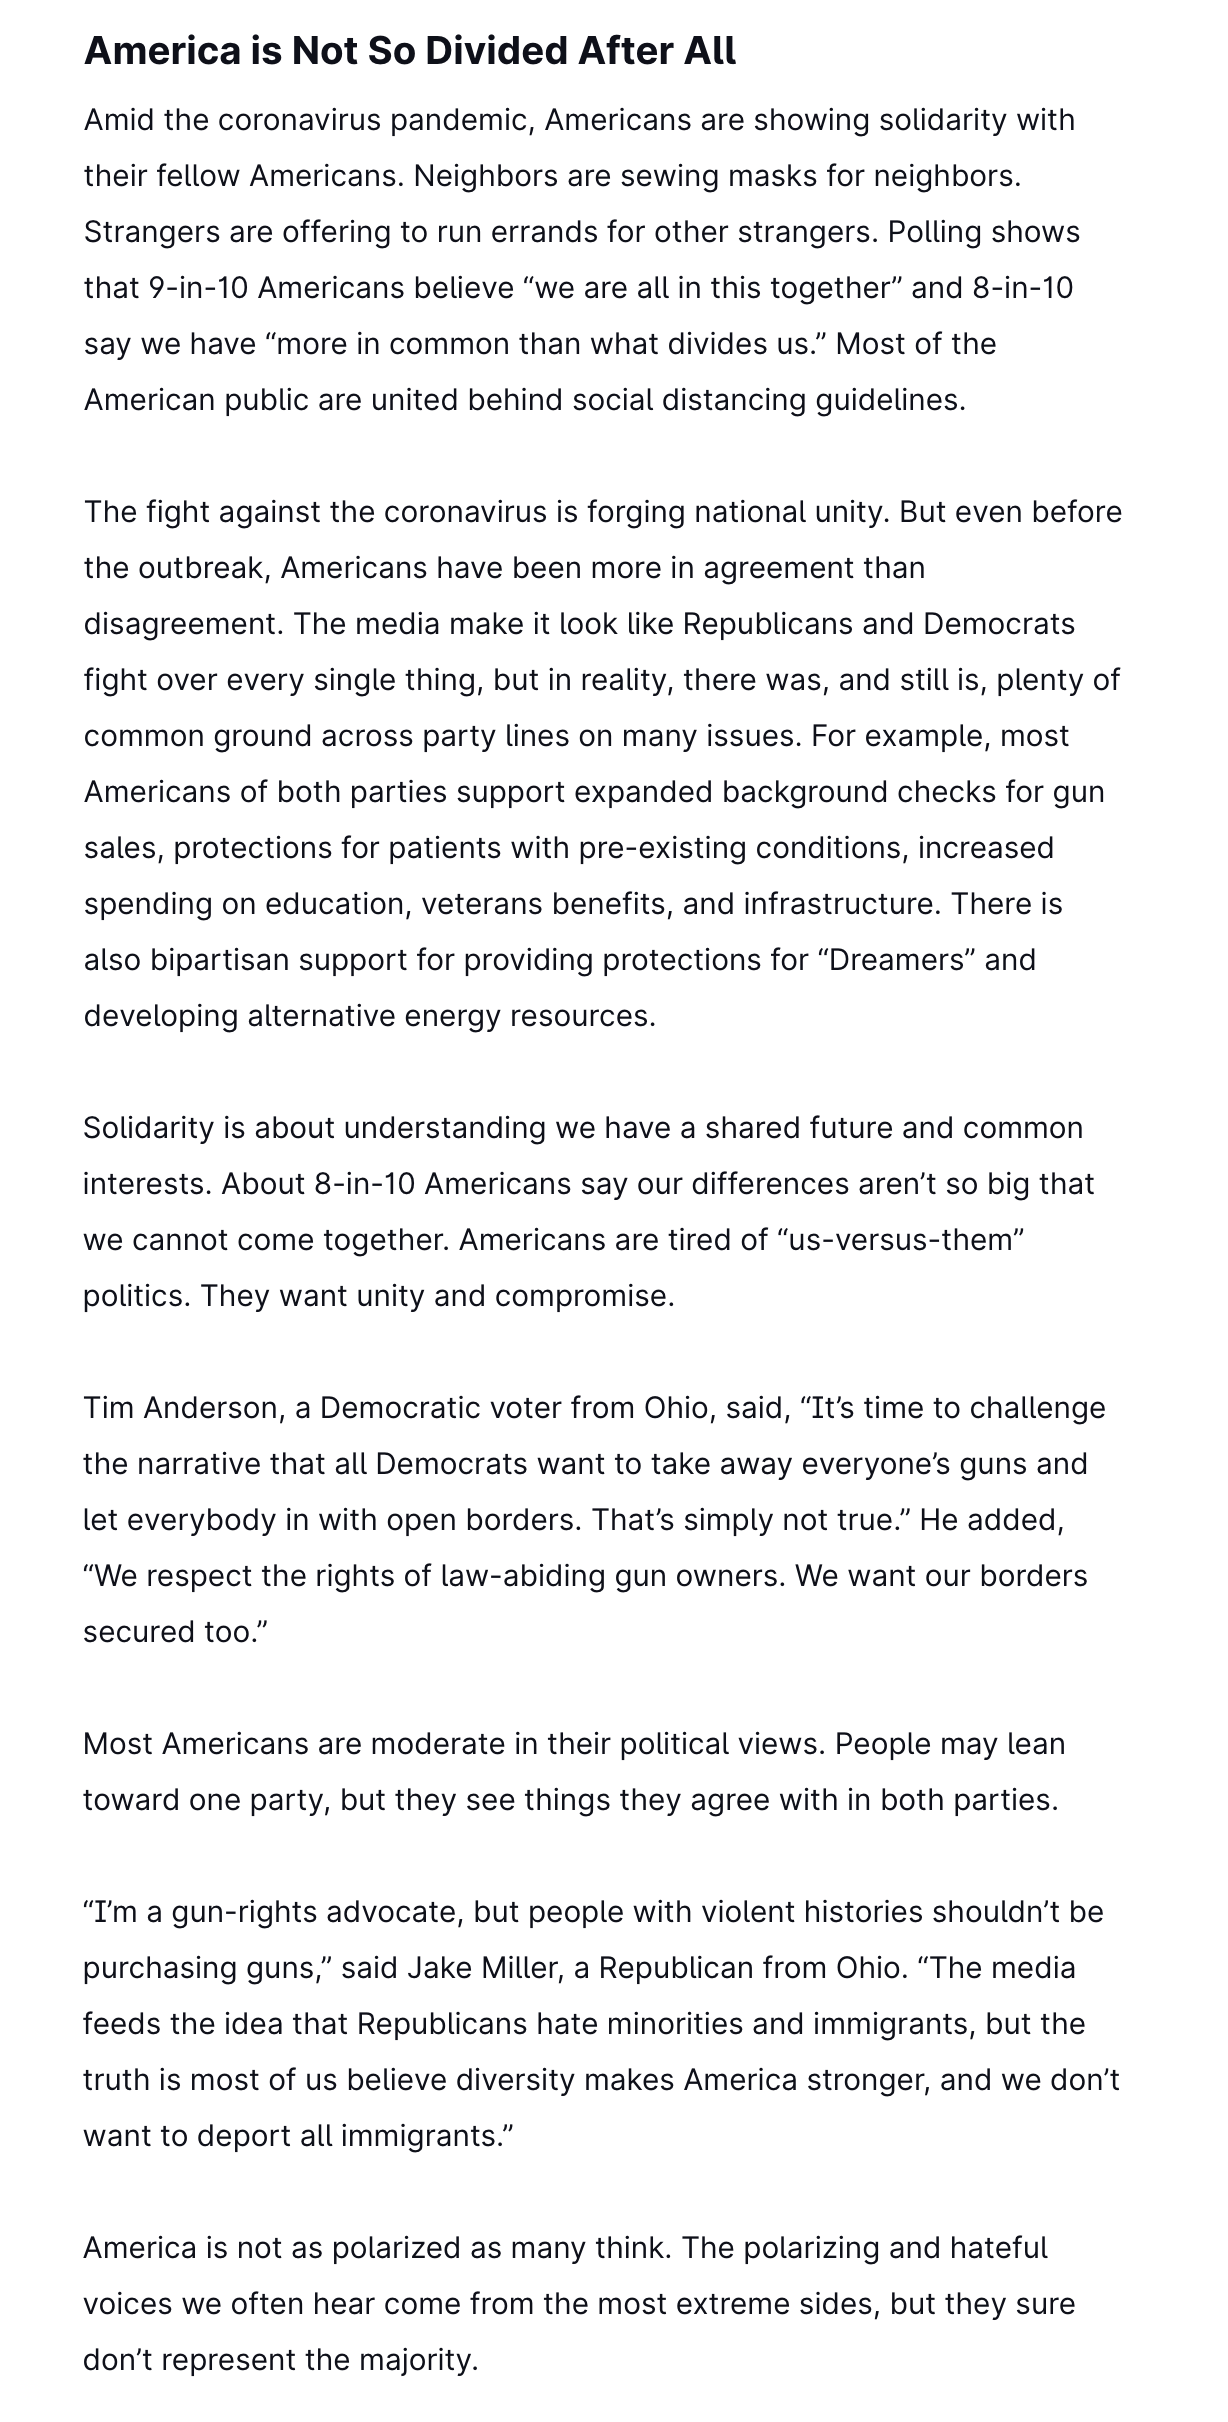 America is Not So Divided After All
Amid the coronavirus pandemic, Americans are showing solidarity with
their fellow Americans. Neighbors are sewing masks for neighbors.
Strangers are offering to run errands for other strangers. Polling shows
that 9-in-10 Americans believe “we are all in this together” and 8-in-10
say we have “more in common than what divides us.” Most of the
American public are united behind social distancing guidelines.
The fight against the coronavirus is forging national unity. But even before
the outbreak, Americans have been more in agreement than
disagreement. The media make it look like Republicans and Democrats
fight over every single thing, but in reality, there was, and still is, plenty of
common ground across party lines on many issues. For example, most
Americans of both parties support expanded background checks for gun
sales, protections for patients with pre-existing conditions, increased
spending on education, veterans benefits, and infrastructure. There is
also bipartisan support for providing protections for “Dreamers” and
developing alternative energy resources.
Solidarity is about understanding we have a shared future and common
interests. About 8-in-10 Americans say our differences aren’t so big that
we cannot come together. Americans are tired of “us-versus-them”
politics. They want unity and compromise.
Tim Anderson, a Democratic voter from Ohio, said, “It’s time to challenge
the narrative that all Democrats want to take away everyone’s guns and
let everybody in with open borders. That’s simply not true.” He added,
“We respect the rights of law-abiding gun owners. We want our borders
secured too.”
Most Americans are moderate in their political views. People may lean
toward one party, but they see things they agree with in both parties.
“I’m a gun-rights advocate, but people with violent histories shouldn’t be
purchasing guns,” said Jake Miller, a Republican from Ohio. “The media
feeds the idea that Republicans hate minorities and immigrants, but the
truth is most of us believe diversity makes America stronger, and we don’t
want to deport all immigrants.”
America is not as polarized as many think. The polarizing and hateful
voices we often hear come from the most extreme sides, but they sure
don’t represent the majority.